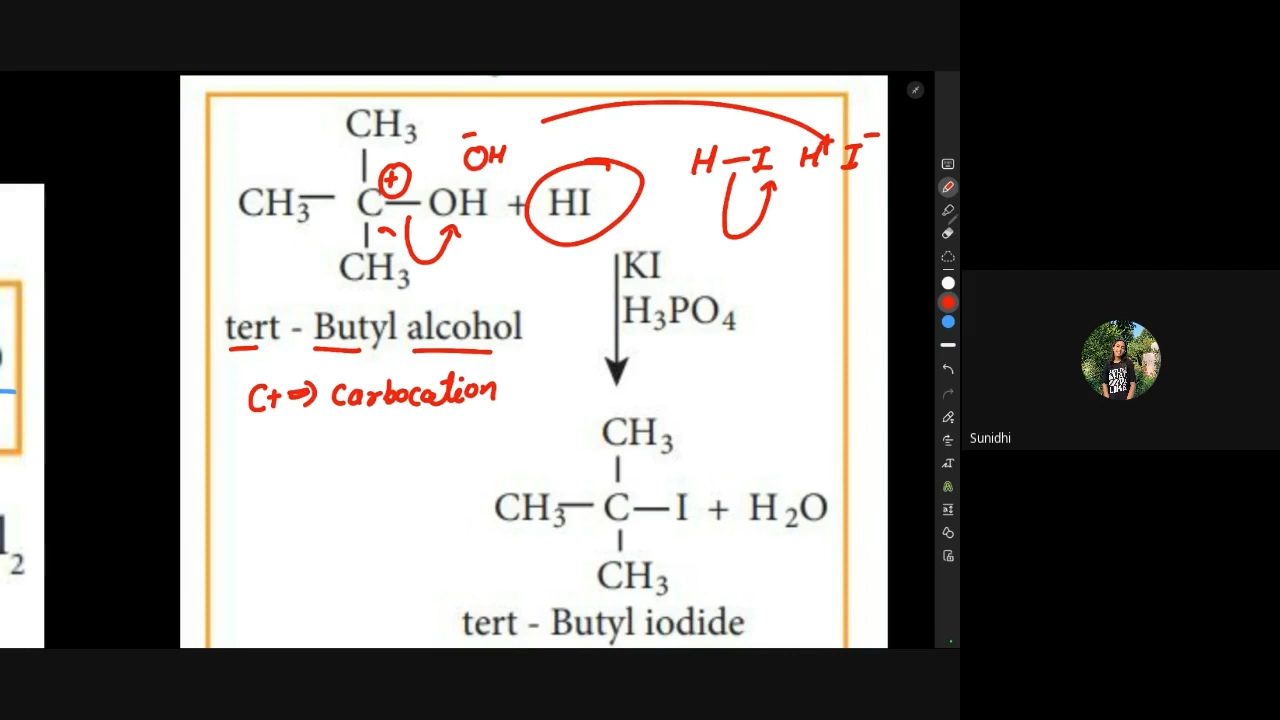 CH₃
⁻OH
H–I H⁺ I⁻
CH₃– C⊕ –OH + HI
CH₃
KI
H₃PO₄
tert - Butyl alcohol
C+ ⇒ Carbocation
CH₃
CH₃– C –I + H₂O
CH₃
tert - Butyl iodide
Sunidhi
2